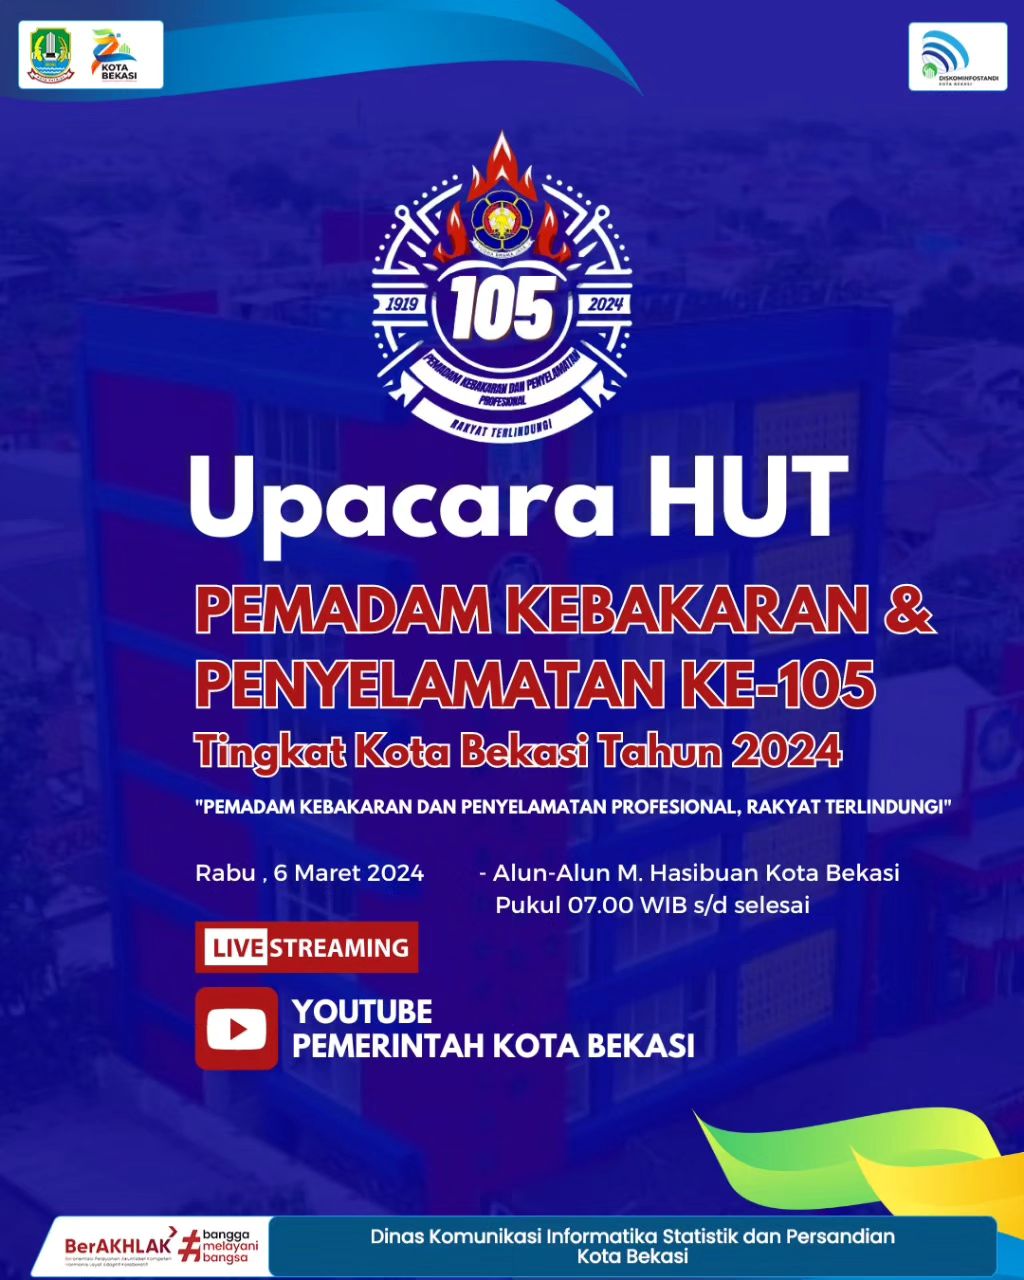 KOTA
BEKASI
DISKOMINFOSTANDI
KOTA BEKASI
105
1919
2024
PEMADAM KEBAKARAN DAN PENYELAMATAN
PROFESIONAL
RAKYAT TERLINDUNGI
Upacara HUT
PEMADAM KEBAKARAN &
PENYELAMATAN KE-105
Tingkat Kota Bekasi Tahun 2024
"PEMADAM KEBAKARAN DAN PENYELAMATAN PROFESIONAL, RAKYAT TERLINDUNGI"
Rabu , 6 Maret 2024 - Alun-Alun M. Hasibuan Kota Bekasi
Pukul 07.00 WIB s/d selesai
LIVE STREAMING
YOUTUBE
PEMERINTAH KOTA BEKASI
BerAKHLAK
# bangga
melayani
bangsa
Dinas Komunikasi Informatika Statistik dan Persandian
Kota Bekasi